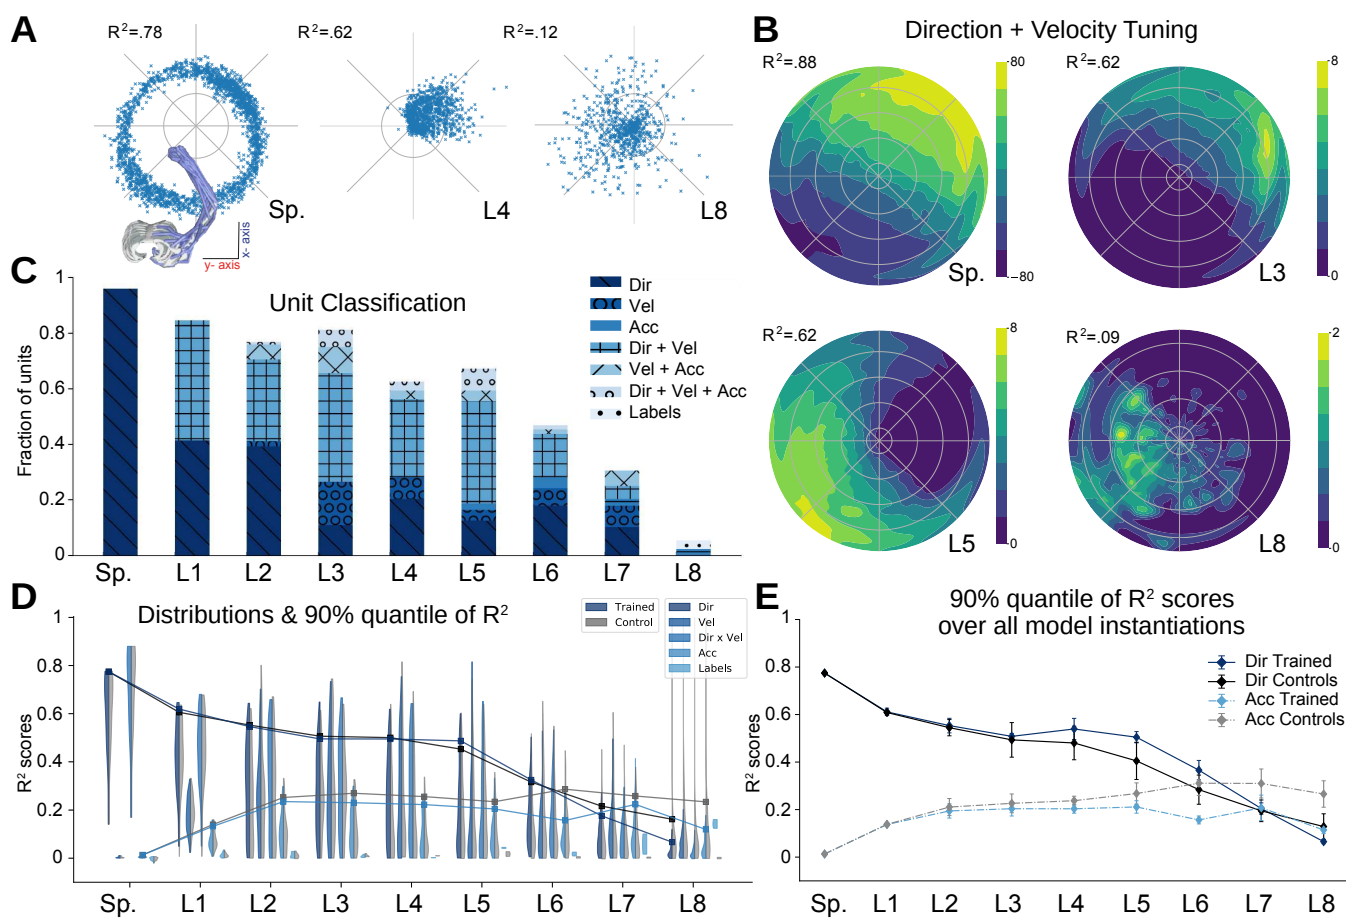 A
R²=.78
R²=.62
R²=.12
Sp.
L4
L8
x- axis
y- axis
B
Direction + Velocity Tuning
R²=.88
80
−80
Sp.
R²=.62
8
0
L3
R²=.62
8
0
L5
R²=.09
2
0
L8
C
Unit Classification
Fraction of units
1
0.8
0.6
0.4
0.2
0
Dir
Vel
Acc
Dir + Vel
Vel + Acc
Dir + Vel + Acc
Labels
Sp. L1 L2 L3 L4 L5 L6 L7 L8
D
Distributions & 90% quantile of R²
Trained
Control
Dir
Vel
Dir x Vel
Acc
Labels
R² scores
1
0.8
0.6
0.4
0.2
0
Sp. L1 L2 L3 L4 L5 L6 L7 L8
E
90% quantile of R² scores
over all model instantiations
Dir Trained
Dir Controls
Acc Trained
Acc Controls
R² scores
1
0.8
0.6
0.4
0.2
0
Sp. L1 L2 L3 L4 L5 L6 L7 L8